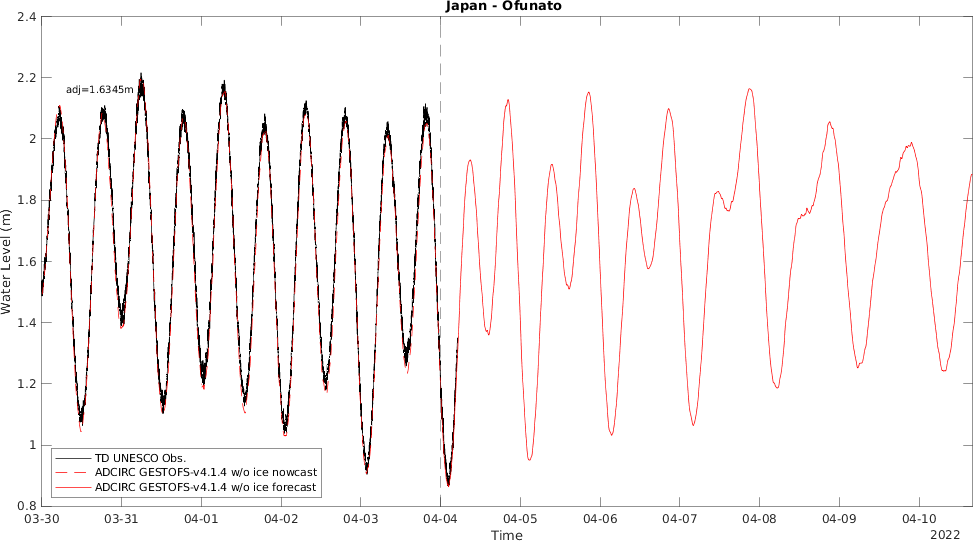 Japan - Ofunato
2.4
2.2
2
1.8
1.6
1.4
1.2
1
0.8
Water Level (m)
adj=1.6345m
TD UNESCO Obs.
ADCIRC GESTOFS-v4.1.4 w/o ice nowcast
ADCIRC GESTOFS-v4.1.4 w/o ice forecast
03-30 03-31 04-01 04-02 04-03 04-04 04-05 04-06 04-07 04-08 04-09 04-10
2022
Time